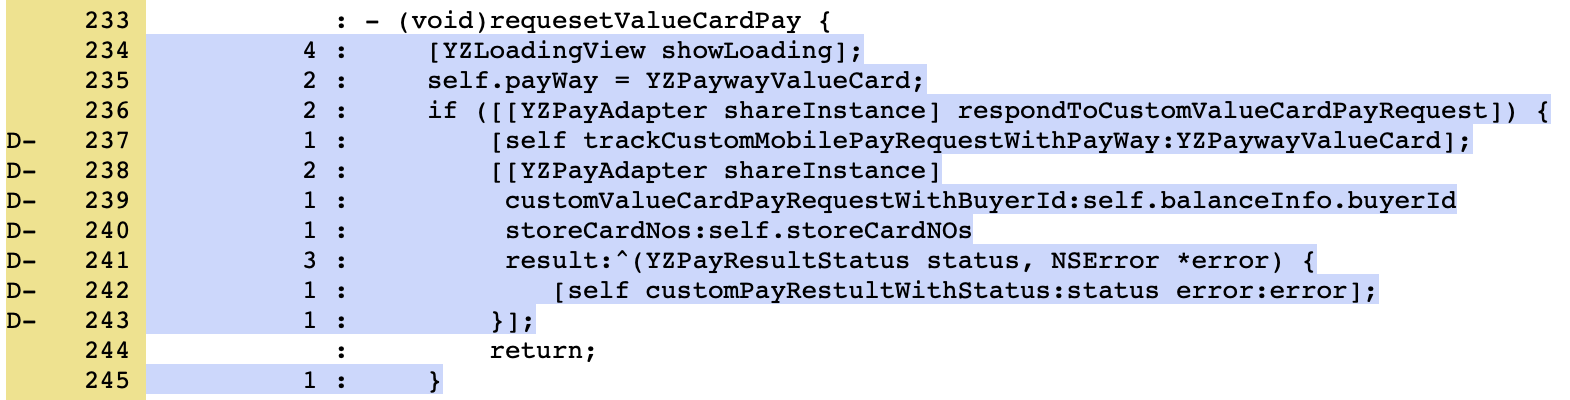 233 : - (void)requesetValueCardPay {
234 4 : [YZLoadingView showLoading];
235 2 : self.payWay = YZPaywayValueCard;
236 2 : if ([[YZPayAdapter shareInstance] respondToCustomValueCardPayRequest]) {
D- 237 1 : [self trackCustomMobilePayRequestWithPayWay:YZPaywayValueCard];
D- 238 2 : [[YZPayAdapter shareInstance]
D- 239 1 : customValueCardPayRequestWithBuyerId:self.balanceInfo.buyerId
D- 240 1 : storeCardNos:self.storeCardNOs
D- 241 3 : result:^(YZPayResultStatus status, NSError *error) {
D- 242 1 : [self customPayRestultWithStatus:status error:error];
D- 243 1 : }];
244 : return;
245 1 : }